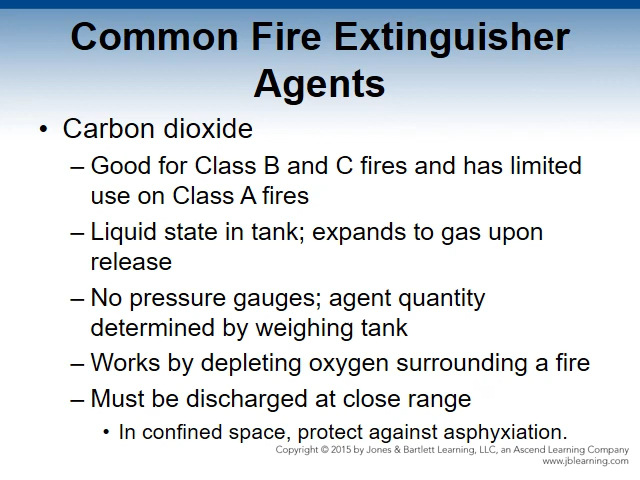 Common Fire Extinguisher
Agents
• Carbon dioxide
– Good for Class B and C fires and has limited
use on Class A fires
– Liquid state in tank; expands to gas upon
release
– No pressure gauges; agent quantity
determined by weighing tank
– Works by depleting oxygen surrounding a fire
– Must be discharged at close range
• In confined space, protect against asphyxiation.
Copyright © 2015 by Jones & Bartlett Learning, LLC, an Ascend Learning Company
www.jblearning.com